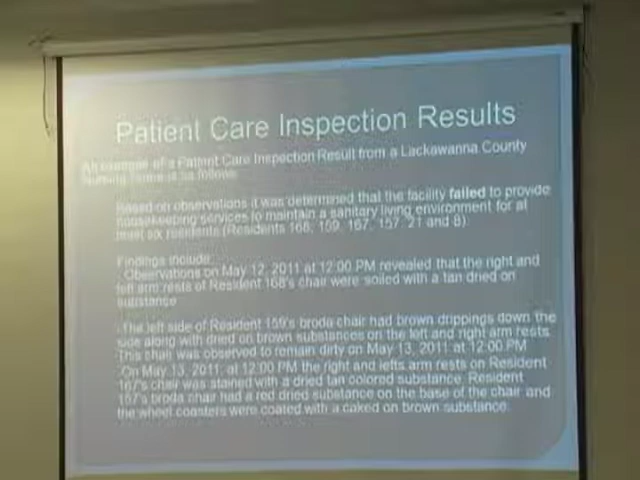 Patient Care Inspection Results
An example of a Patient Care Inspection Result from a Lackawanna County
Nursing Home is as follows:
Based on observations it was determined that the facility failed to provide
housekeeping services to maintain a sanitary living environment for at
least six residents (Residents 168, 159, 167, 157, 21 and 8)
Findings include:
-Observations on May 12, 2011 at 12:00 PM revealed that the right and
left arm rests of Resident 168's chair were soiled with a tan dried on
substance
-The left side of Resident 159's broda chair had brown drippings down the
side along with dried on brown substances on the left and right arm rests.
This chair was observed to remain dirty on May 13, 2011 at 12:00 PM
-On May 13, 2011, at 12:00 PM the right and lefts arm rests on Resident
167's chair was stained with a dried tan colored substance. Resident
157's broda chair had a red dried substance on the base of the chair and
the wheel coasters were coated with a caked on brown substance.